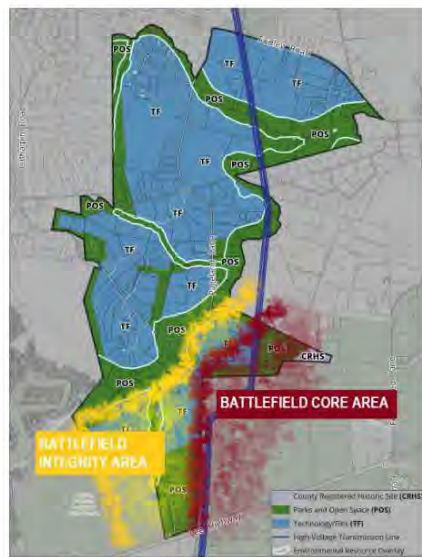 POS
TF
TF
POS
TF
POS
TF
POS
POS
TF
TF
TF
POS
TF
POS
POS
CRHS
BATTLEFIELD CORE AREA
BATTLEFIELD
INTEGRITY AREA
POS
County Registered Historic Site (CRHS)
Parks and Open Space (POS)
Technology/Flex (TF)
High-Voltage Transmission Line
Environmental Resource Overlay